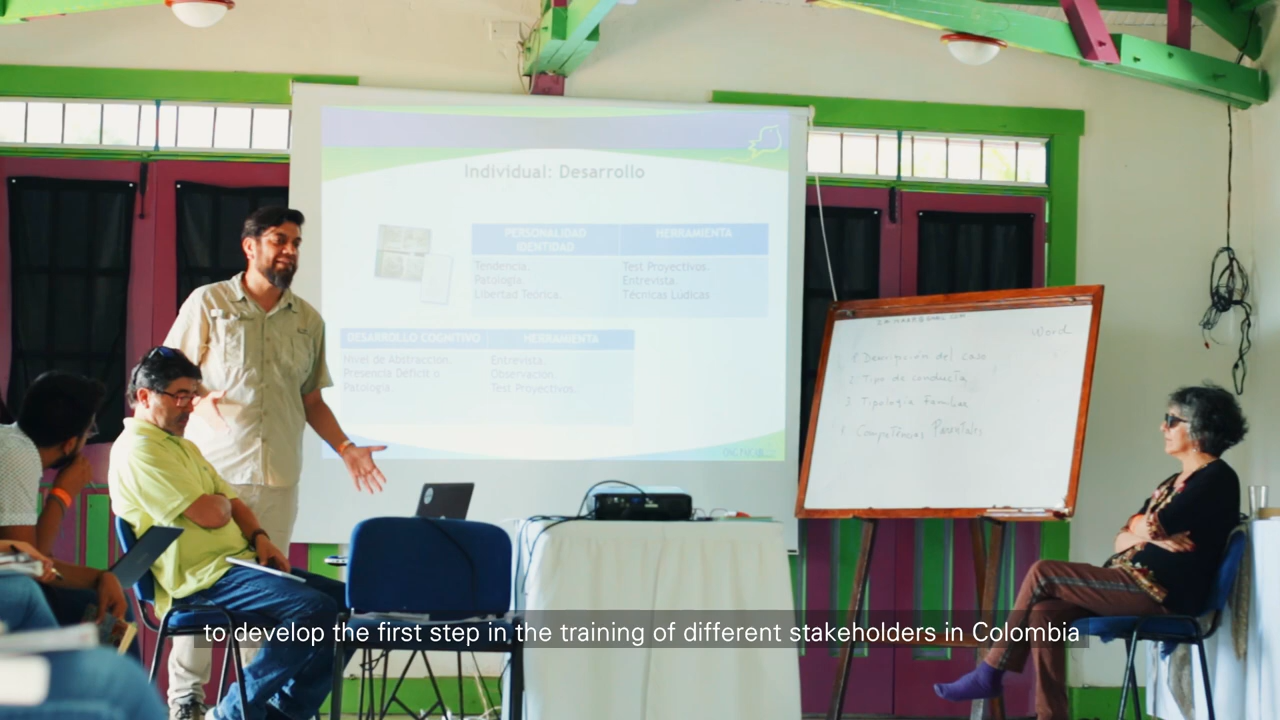 Individual: Desarrollo
PERSONALIDAD
IDENTIDAD
HERRAMIENTA
Tendencia.
Patología.
Libertad Teórica.
Test Proyectivos.
Entrevista.
Técnicas Lúdicas
DESARROLLO COGNITIVO
HERRAMIENTA
Nivel de Abstracción.
Presencia Déficit o
Patología.
Entrevista.
Observación.
Test Proyectivos.
Word
1 Descripción del caso
2. Tipo de conducta
3. Tipología Familiar
4. Competencias Parentales
to develop the first step in the training of different stakeholders in Colombia